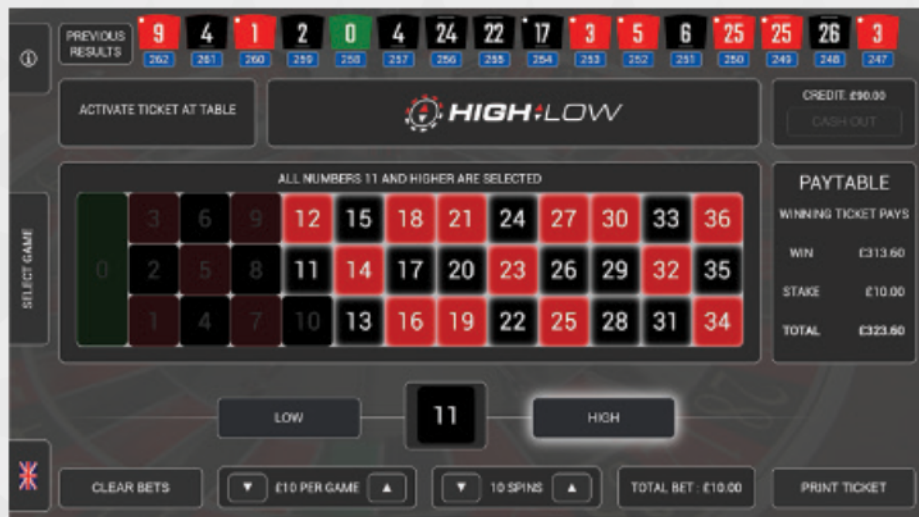 PREVIOUS RESULTS
9 4 1 2 0 4 24 22 17 3 5 6 25 25 26 3
262 261 260 259 258 257 256 255 254 253 252 251 250 249 248 247
ACTIVATE TICKET AT TABLE
HIGH LOW
CREDIT: £90.00
CASH OUT
SELECT GAME
ALL NUMBERS 11 AND HIGHER ARE SELECTED
3 6 9 12 15 18 21 24 27 30 33 36
0 2 5 8 11 14 17 20 23 26 29 32 35
1 4 7 10 13 16 19 22 25 28 31 34
PAYTABLE
WINNING TICKET PAYS
WIN £313.60
STAKE £10.00
TOTAL £323.60
LOW 11 HIGH
CLEAR BETS
£10 PER GAME
10 SPINS
TOTAL BET : £10.00
PRINT TICKET